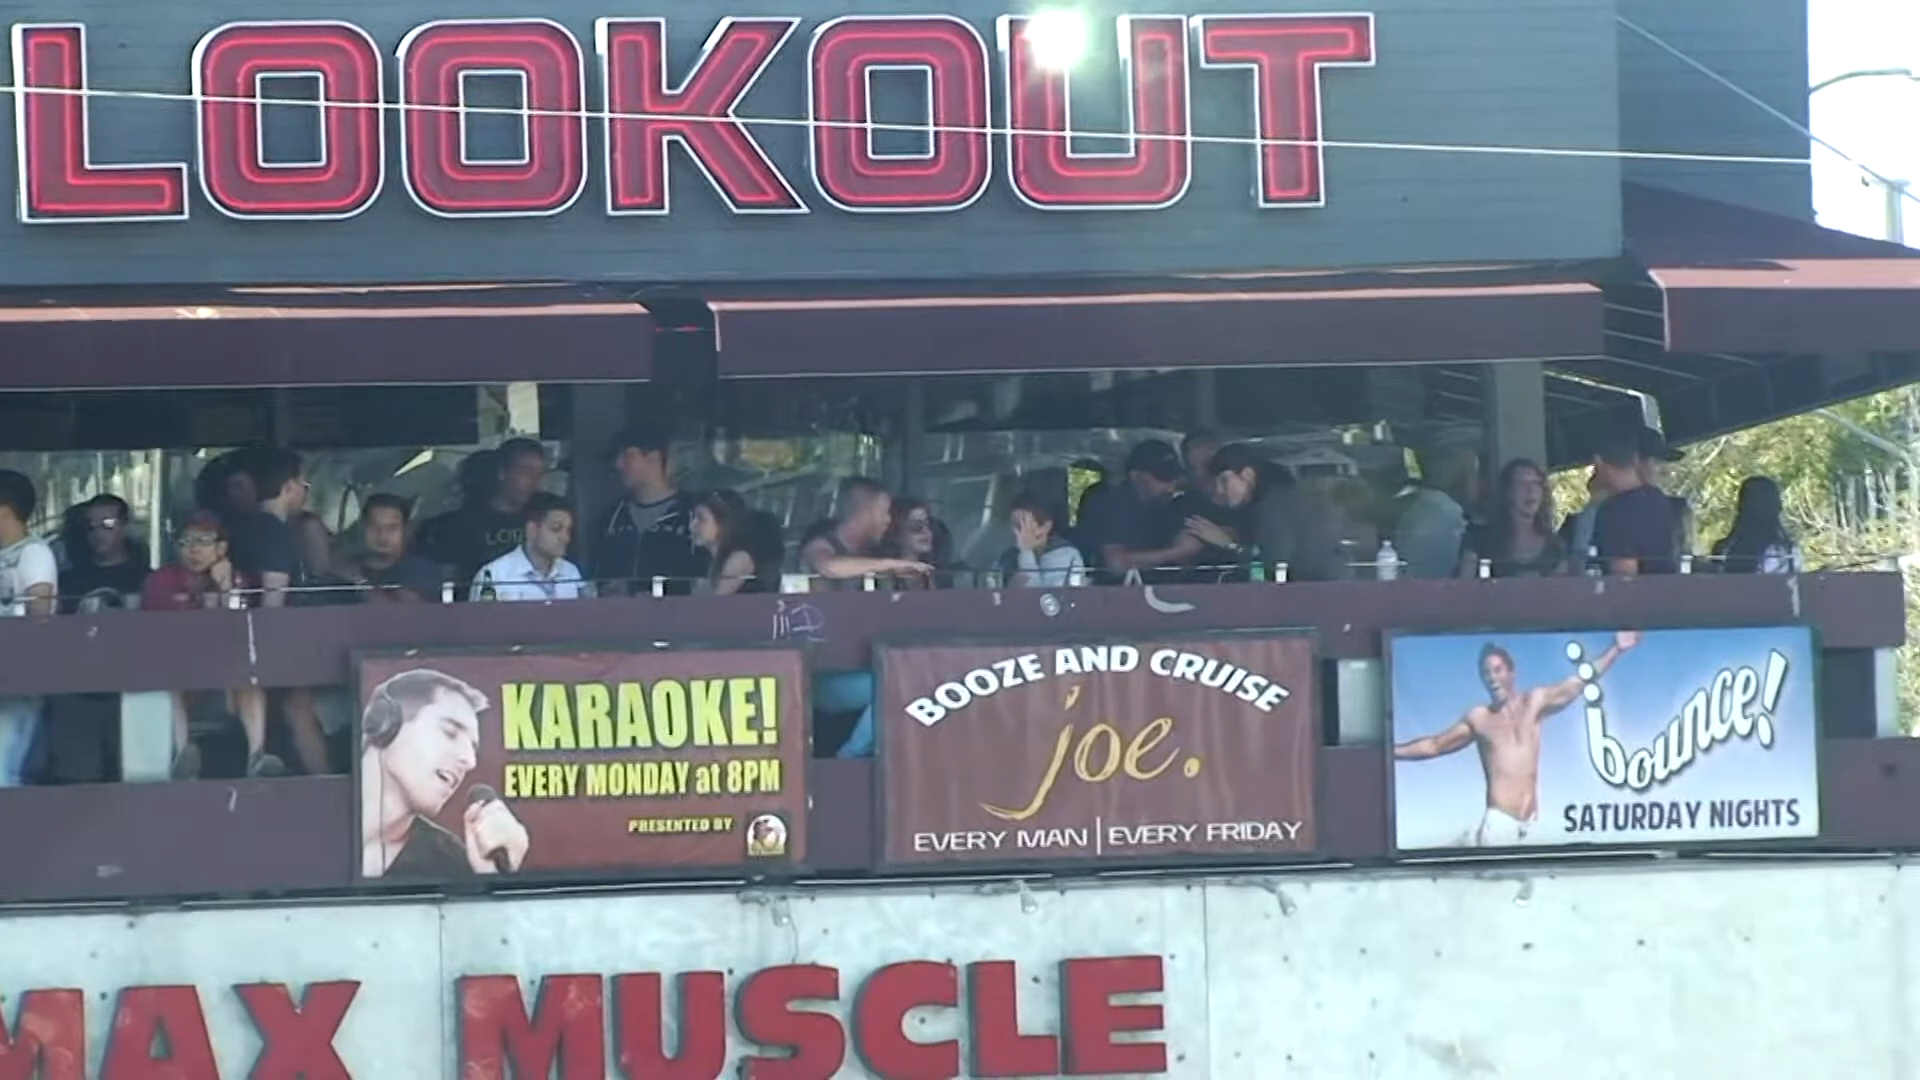 LOOKOUT
KARAOKE!
EVERY MONDAY at 8PM
PRESENTED BY
BOOZE AND CRUISE
joe.
EVERY MAN | EVERY FRIDAY
bounce!
SATURDAY NIGHTS
MAX MUSCLE